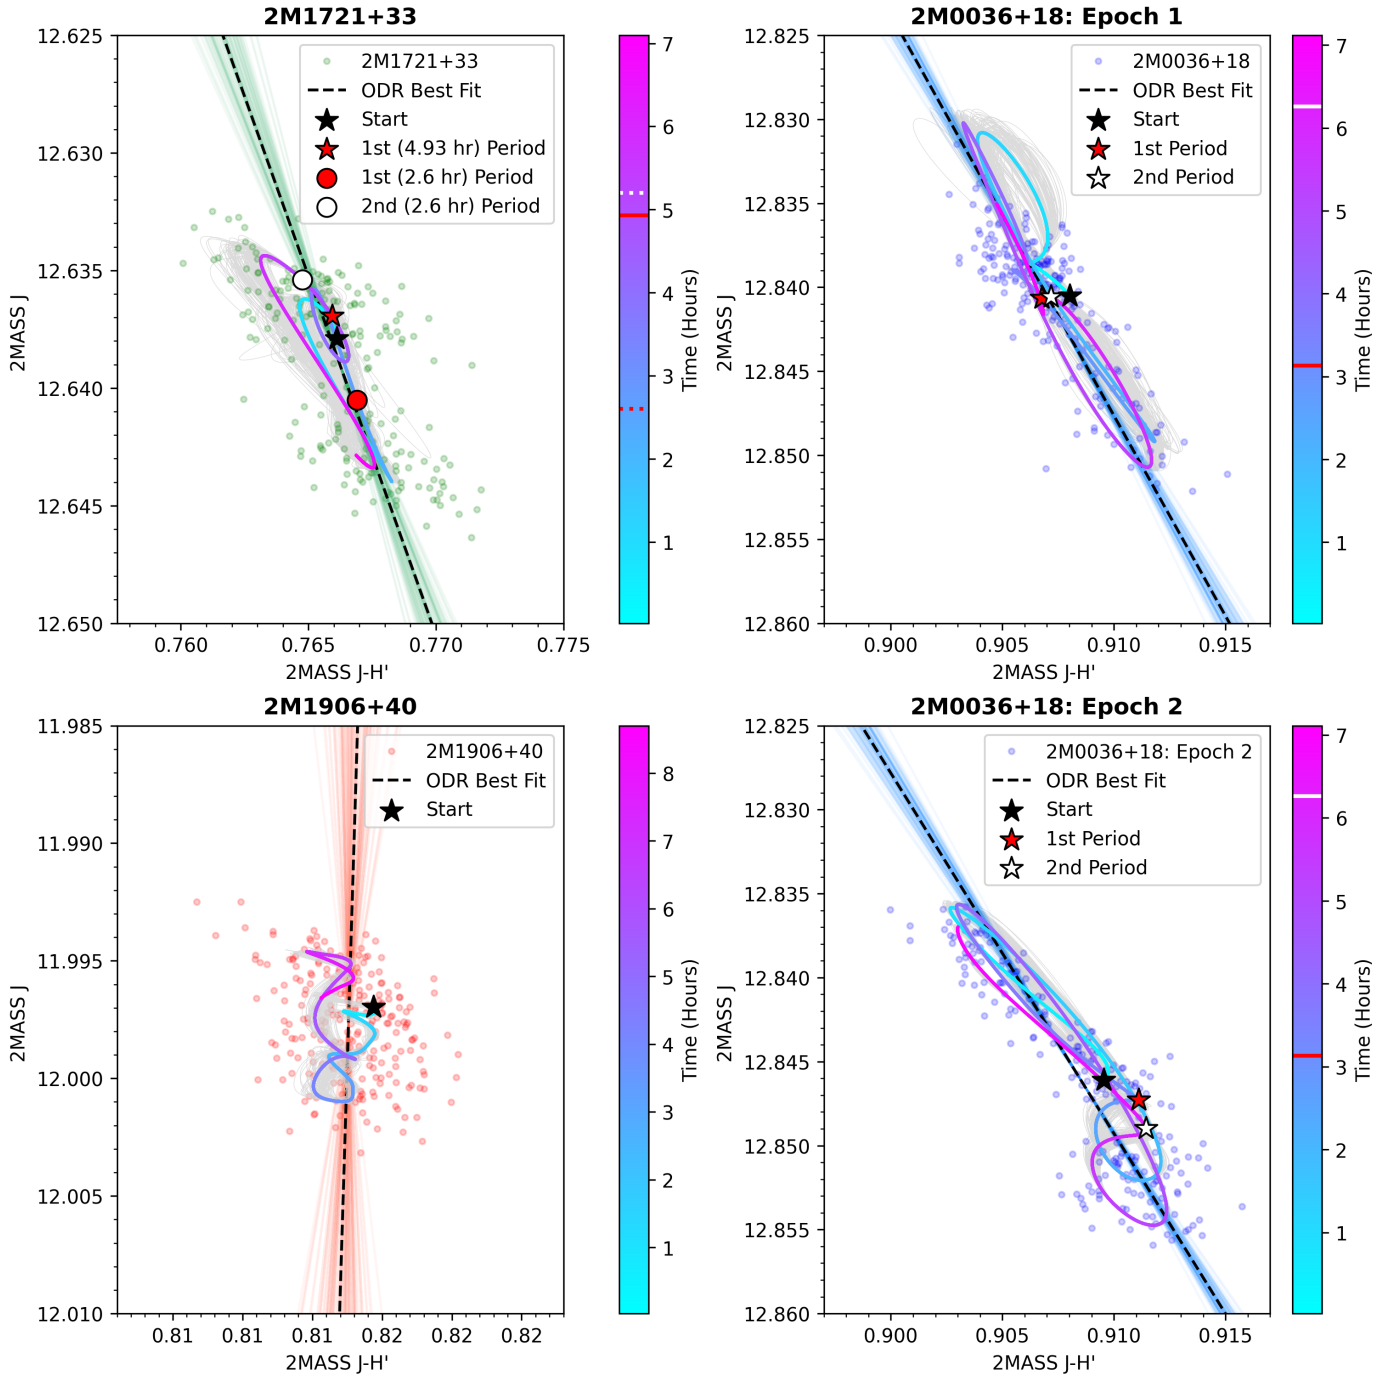 2M1721+33
12.625
12.630
12.635
12.640
12.645
12.650
2MASS J
0.760
0.765
0.770
0.775
2MASS J-H'
2M1721+33
ODR Best Fit
Start
1st (4.93 hr) Period
1st (2.6 hr) Period
2nd (2.6 hr) Period
7
6
5
4
3
2
1
Time (Hours)
2M0036+18: Epoch 1
12.825
12.830
12.835
12.840
12.845
12.850
12.855
12.860
2MASS J
0.900
0.905
0.910
0.915
2MASS J-H'
2M0036+18
ODR Best Fit
Start
1st Period
2nd Period
7
6
5
4
3
2
1
Time (Hours)
2M1906+40
11.985
11.990
11.995
12.000
12.005
12.010
2MASS J
0.81
0.81
0.81
0.82
0.82
0.82
2MASS J-H'
2M1906+40
ODR Best Fit
Start
8
7
6
5
4
3
2
1
Time (Hours)
2M0036+18: Epoch 2
12.825
12.830
12.835
12.840
12.845
12.850
12.855
12.860
2MASS J
0.900
0.905
0.910
0.915
2MASS J-H'
2M0036+18: Epoch 2
ODR Best Fit
Start
1st Period
2nd Period
7
6
5
4
3
2
1
Time (Hours)